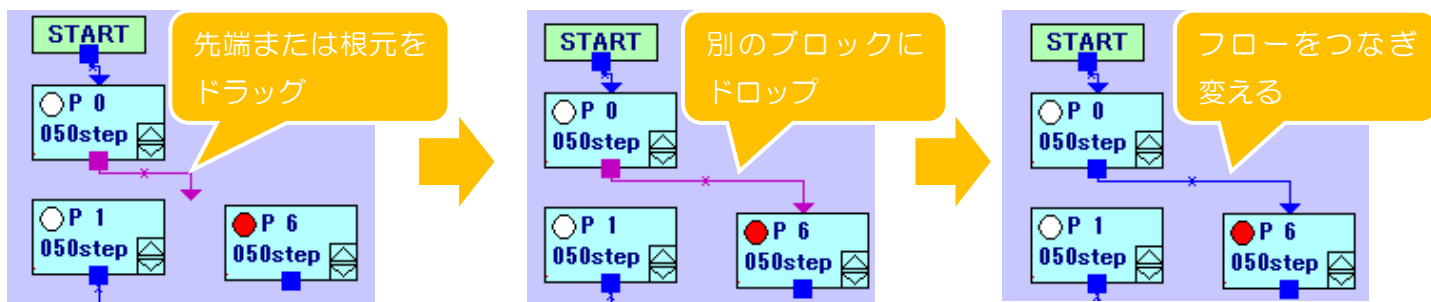 START
先端または根元を
ドラッグ
P 0
050step
P 1
050step
P 6
050step
START
別のブロックに
ドロップ
P 0
050step
P 1
050step
P 6
050step
START
フローをつなぎ
変える
P 0
050step
P 1
050step
P 6
050step